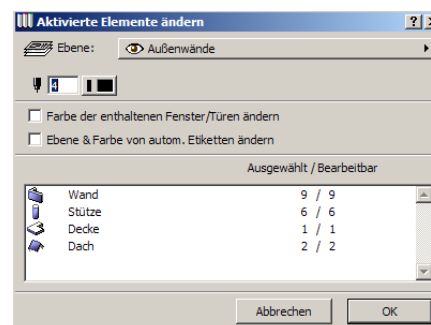 Aktivierte Elemente ändern
Ebene: Außenwände
4
Farbe der enthaltenen Fenster/Türen ändern
Ebene & Farbe von autom. Etiketten ändern
Ausgewählt / Bearbeitbar
Wand 9 / 9
Stütze 6 / 6
Decke 1 / 1
Dach 2 / 2
Abbrechen OK